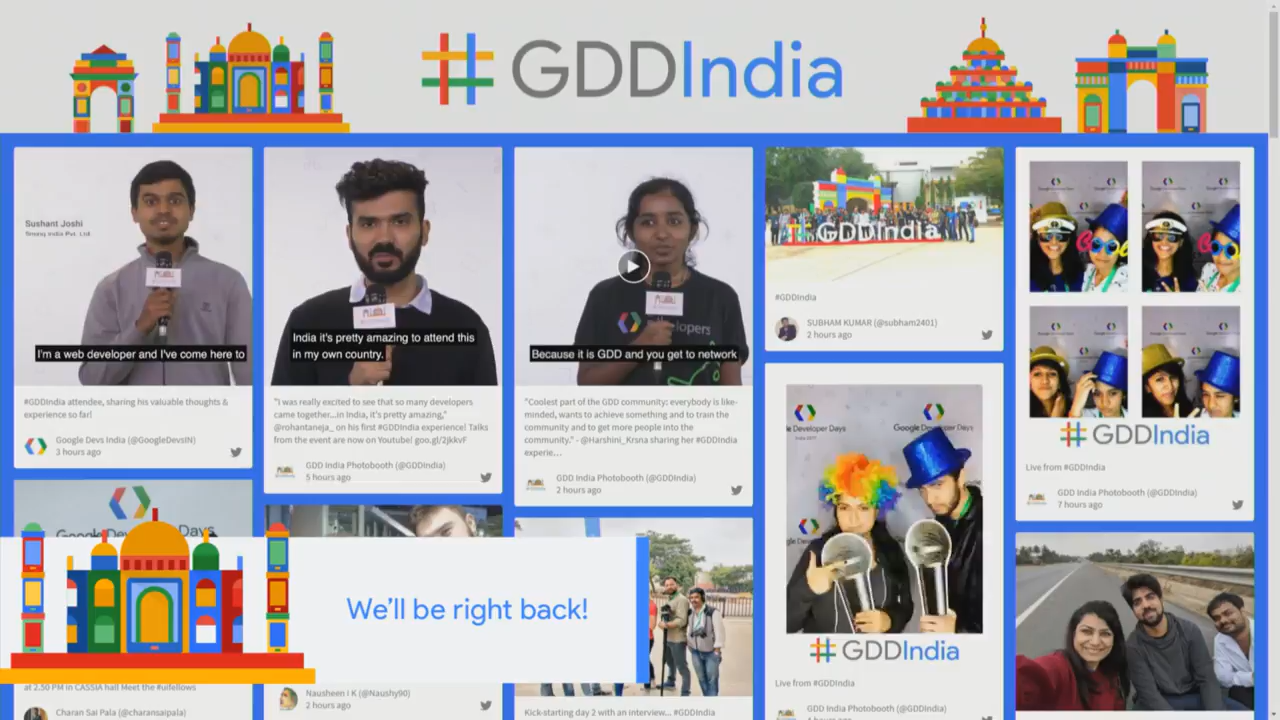 #GDDIndia
Sushant Joshi
I'm a web developer and I've come here to
#GDDIndia attendee, sharing his valuable thoughts &
experience so far!
Google Devs India (@GoogleDevsIN)
3 hours ago
India it's pretty amazing to attend this
in my own country.
"I was really excited to see that so many developers
came together...in India, it's pretty amazing,"
@rohantaneja_ on his first #GDDIndia experience! Talks
from the event are now on Youtube! goo.gl/2jkkvF
GDD India Photobooth (@GDDIndia)
5 hours ago
Because it is GDD and you get to network
"Coolest part of the GDD community: everybody is like-
minded, wants to achieve something and to train the
community and to get more people into the
community." - @Harshini_Krsna sharing her #GDDIndia
experie...
GDD India Photobooth (@GDDIndia)
2 hours ago
#GDDIndia
#GDDIndia
SUBHAM KUMAR (@subham2401)
2 hours ago
#GDDIndia
Live from #GDDIndia
GDD India Photobooth (@GDDIndia)
7 hours ago
Google Developer Days
#GDDIndia
Live from #GDDIndia
GDD India Photobooth (@GDDIndia)
4 hours ago
We'll be right back!
at 2.50 PM in CASSIA hall Meet the #uifellows
Charan Sai Pala (@charansaipala)
Nausheen I K (@Naushy90)
2 hours ago
Kick-starting day 2 with an interview... #GDDIndia